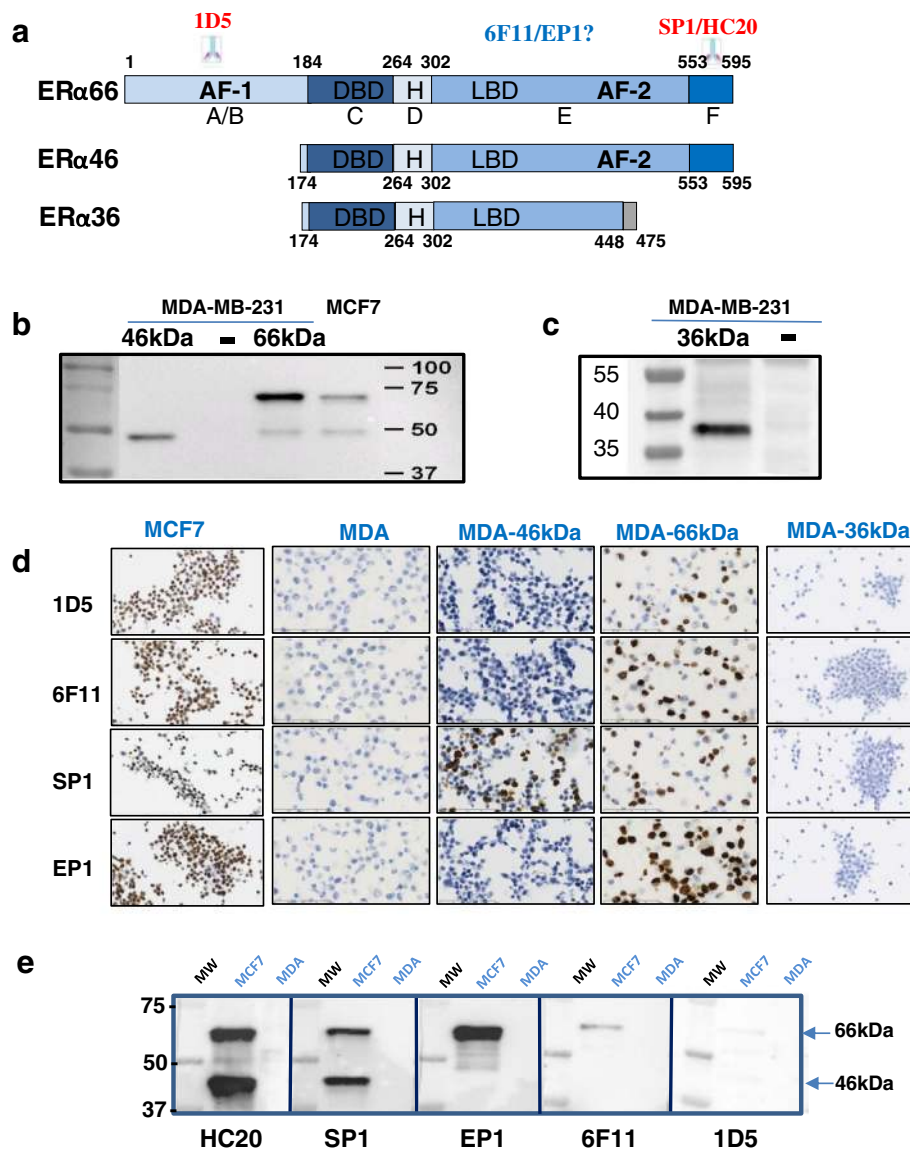 a
1D5
6F11/EP1?
SP1/HC20
1 184 264 302 553 595
ERα66 AF-1 DBD H LBD AF-2
A/B C D E F
ERα46 DBD H LBD AF-2
174 264 302 553 595
ERα36 DBD H LBD
174 264 302 448 475
b
MDA-MB-231 MCF7
46kDa - 66kDa
100
75
50
37
c
MDA-MB-231
36kDa -
55
40
35
d
MCF7 MDA MDA-46kDa MDA-66kDa MDA-36kDa
1D5
6F11
SP1
EP1
e
MW MCF7 MDA MW MCF7 MDA MW MCF7 MDA MW MCF7 MDA MW MCF7 MDA
75
66kDa
50
46kDa
37
HC20 SP1 EP1 6F11 1D5